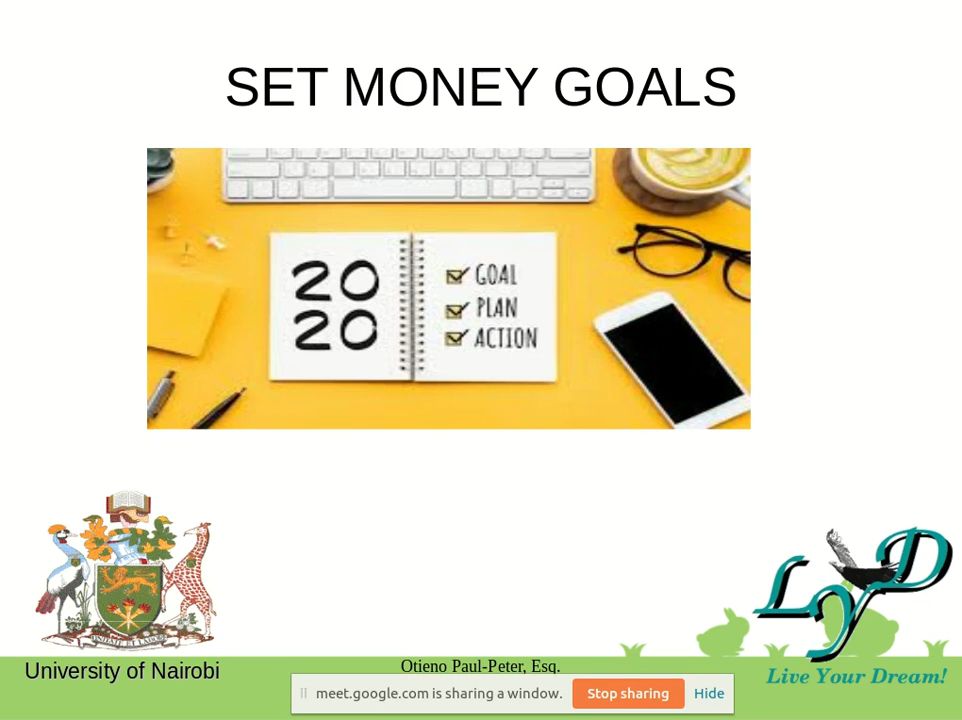 SET MONEY GOALS
20
20
GOAL
PLAN
ACTION
LYD
University of Nairobi
Otieno Paul-Peter, Esq.
Live Your Dream!
meet.google.com is sharing a window.
Stop sharing
Hide